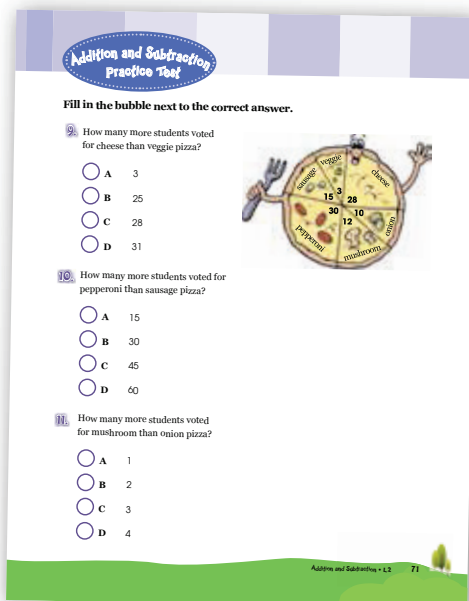 Addition and Subtraction
Practice Test
Fill in the bubble next to the correct answer.
9. How many more students voted
for cheese than veggie pizza?
A 3
B 25
C 28
D 31
veggie
sausage
cheese
3
15
28
30
10
12
onion
pepperoni
mushroom
10. How many more students voted for
pepperoni than sausage pizza?
A 15
B 30
C 45
D 60
11. How many more students voted
for mushroom than onion pizza?
A 1
B 2
C 3
D 4
Addition and Subtraction • L2 71